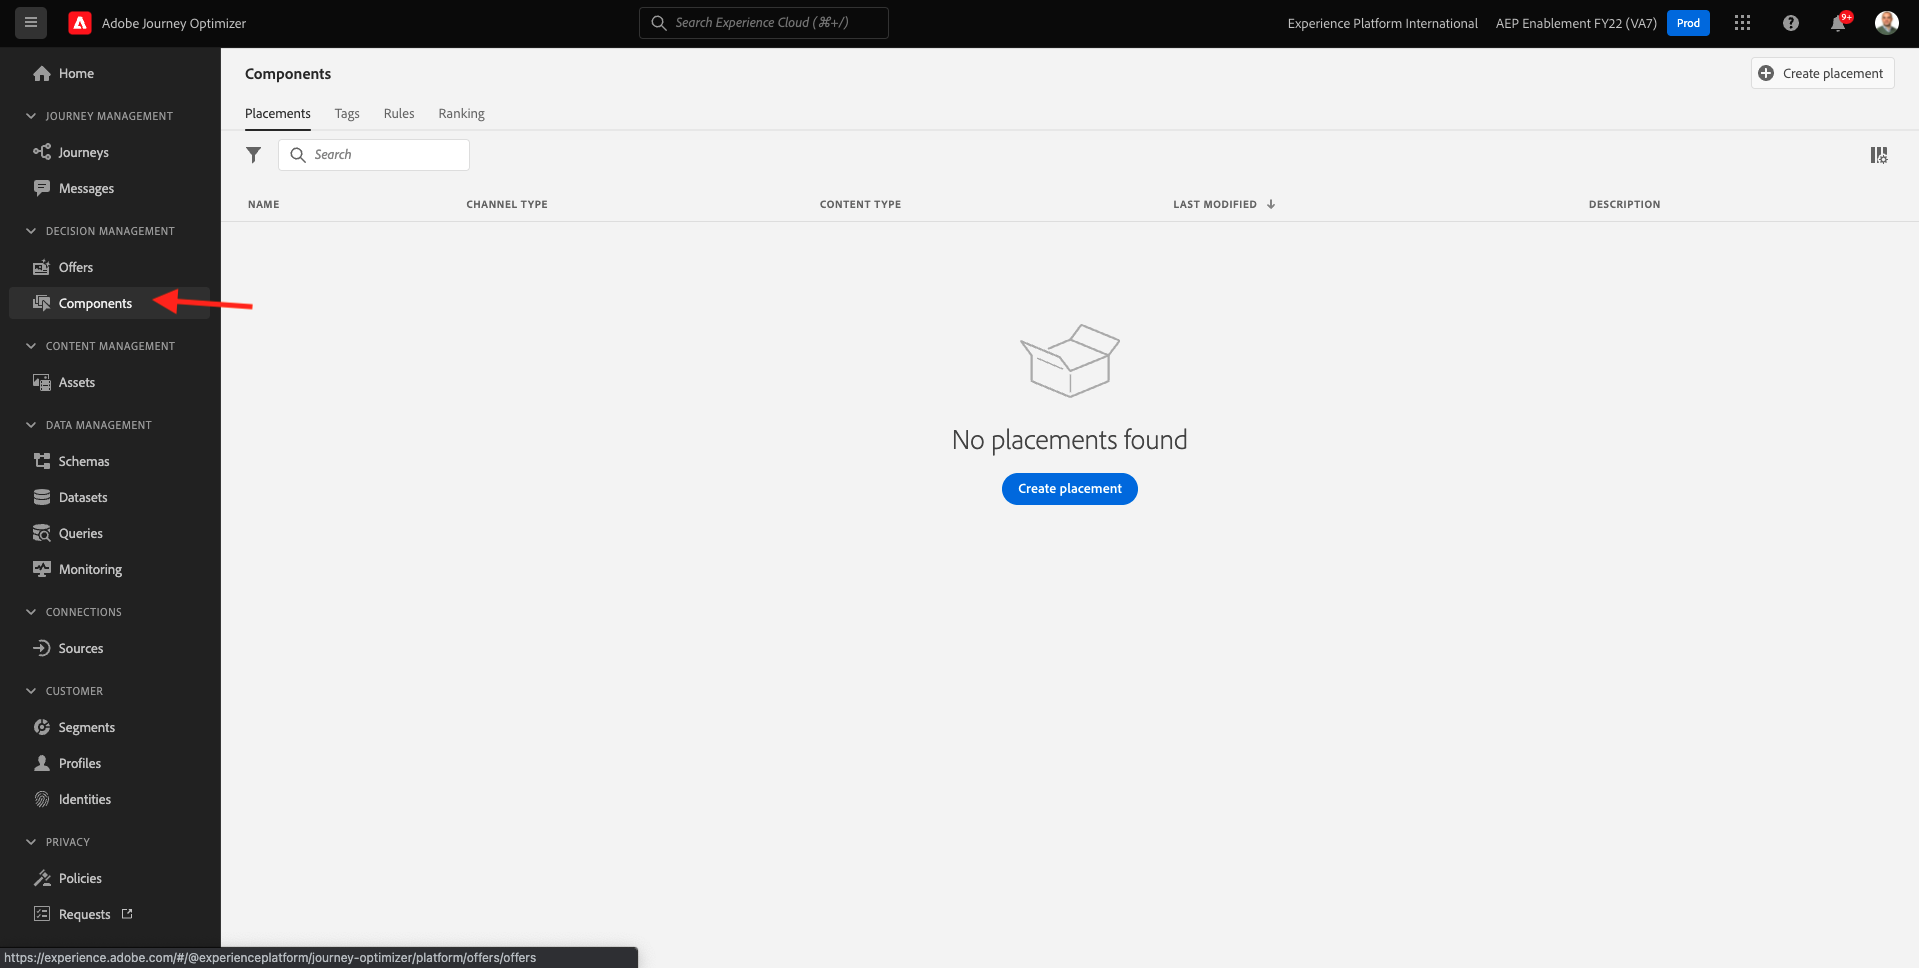 Adobe Journey Optimizer
Search Experience Cloud (⌘+/)
Experience Platform International
AEP Enablement FY22 (VA7)
Prod
9+
Home
JOURNEY MANAGEMENT
Journeys
Messages
DECISION MANAGEMENT
Offers
Components
CONTENT MANAGEMENT
Assets
DATA MANAGEMENT
Schemas
Datasets
Queries
Monitoring
CONNECTIONS
Sources
CUSTOMER
Segments
Profiles
Identities
PRIVACY
Policies
Requests
Components
Create placement
Placements Tags Rules Ranking
Search
NAME CHANNEL TYPE CONTENT TYPE LAST MODIFIED DESCRIPTION
No placements found
Create placement
https://experience.adobe.com/#/@experienceplatform/journey-optimizer/platform/offers/offers